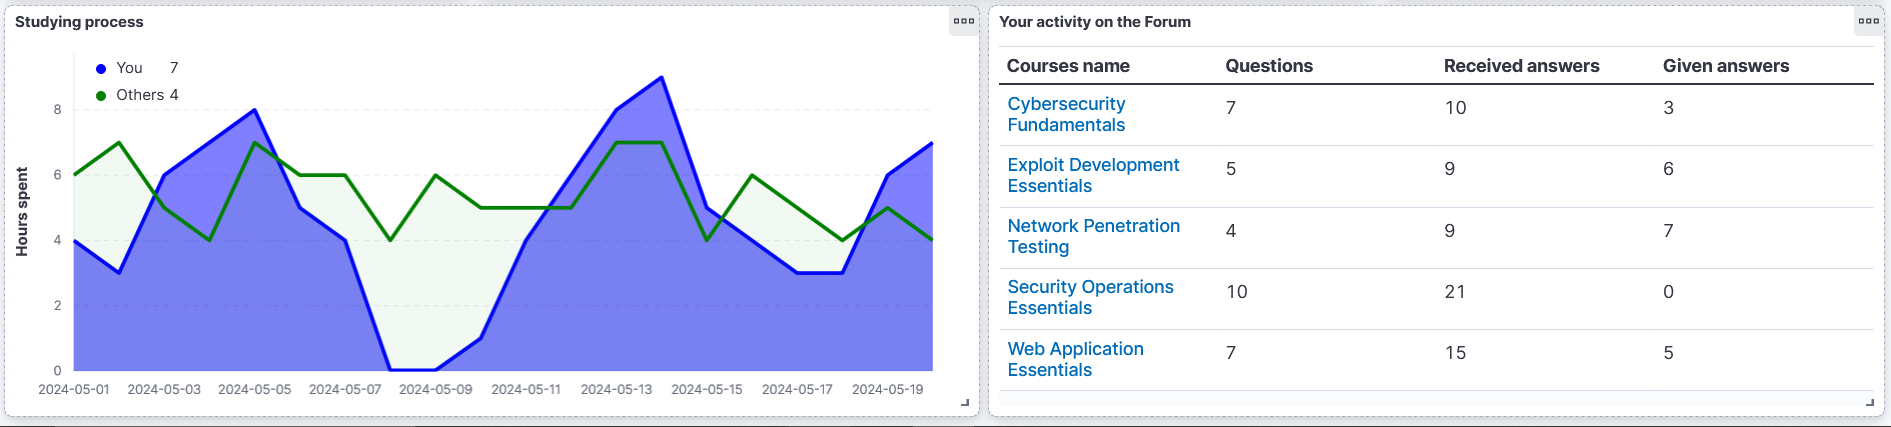 Studying process
You 7
Others 4
Hours spent
8
6
4
2
0
2024-05-01 2024-05-03 2024-05-05 2024-05-07 2024-05-09 2024-05-11 2024-05-13 2024-05-15 2024-05-17 2024-05-19
Your activity on the Forum
Courses name Questions Received answers Given answers
Cybersecurity
Fundamentals 7 10 3
Exploit Development
Essentials 5 9 6
Network Penetration
Testing 4 9 7
Security Operations
Essentials 10 21 0
Web Application
Essentials 7 15 5